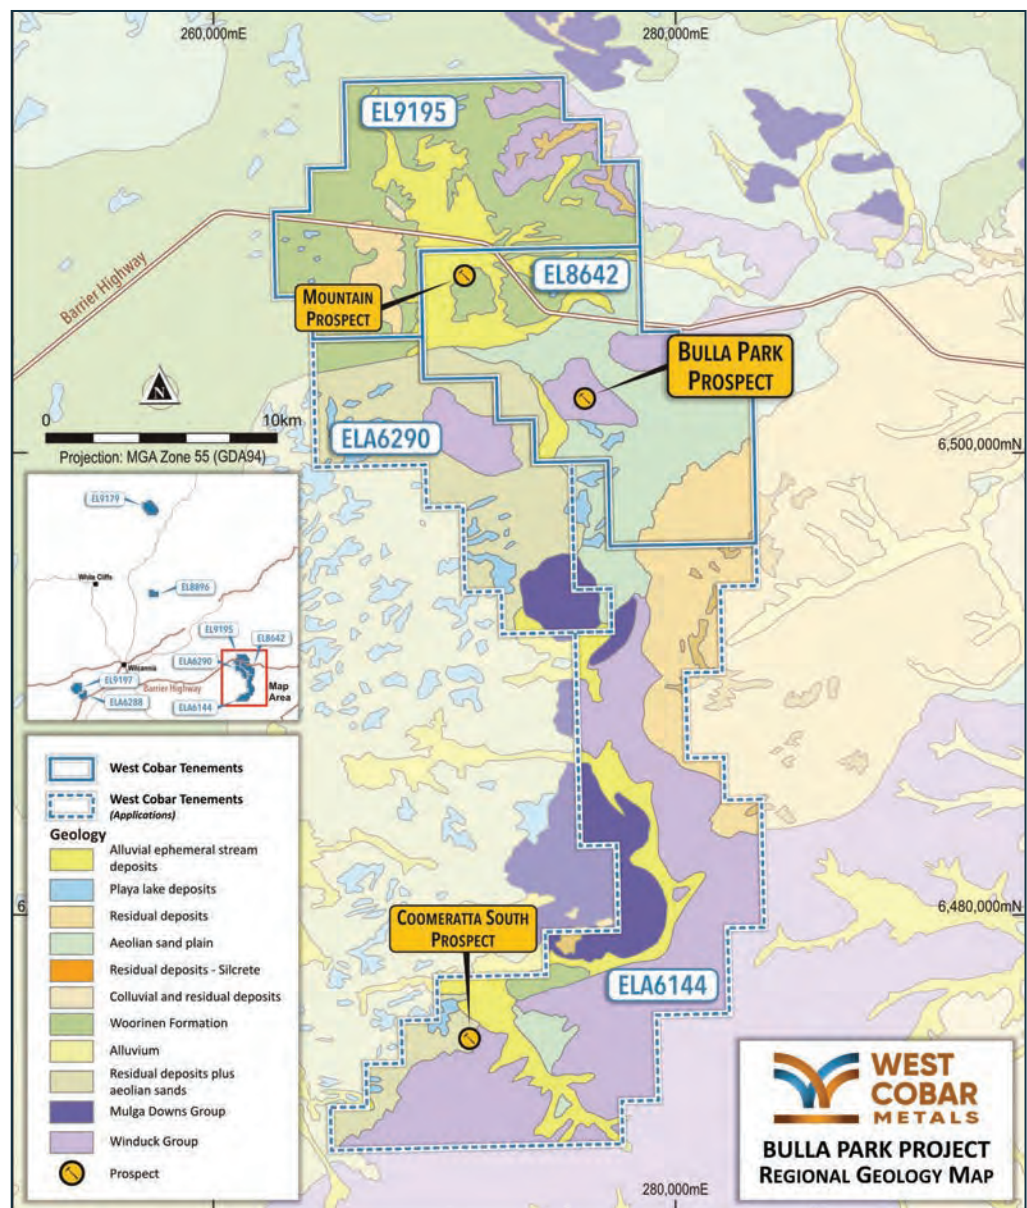 260,000mE
280,000mE
EL9195
Barrier Highway
EL8642
MOUNTAIN
PROSPECT
BULLA PARK
PROSPECT
N
0
10km
Projection: MGA Zone 55 (GDA94)
ELA6290
6,500,000mN
EL9179
White Cliffs
EL8896
EL9195
EL8642
ELA6290
Wilcannia
EL9197
Barrier Highway
ELA6288
ELA6144
Map
Area
West Cobar Tenements
West Cobar Tenements
(Applications)
Geology
Alluvial ephemeral stream
deposits
Playa lake deposits
Residual deposits
Aeolian sand plain
Residual deposits - Silcrete
Colluvial and residual deposits
Woorinen Formation
Alluvium
Residual deposits plus
aeolian sands
Mulga Downs Group
Winduck Group
Prospect
6
6,480,000mN
COOMERATTA SOUTH
PROSPECT
ELA6144
280,000mE
WEST
COBAR
METALS
BULLA PARK PROJECT
REGIONAL GEOLOGY MAP